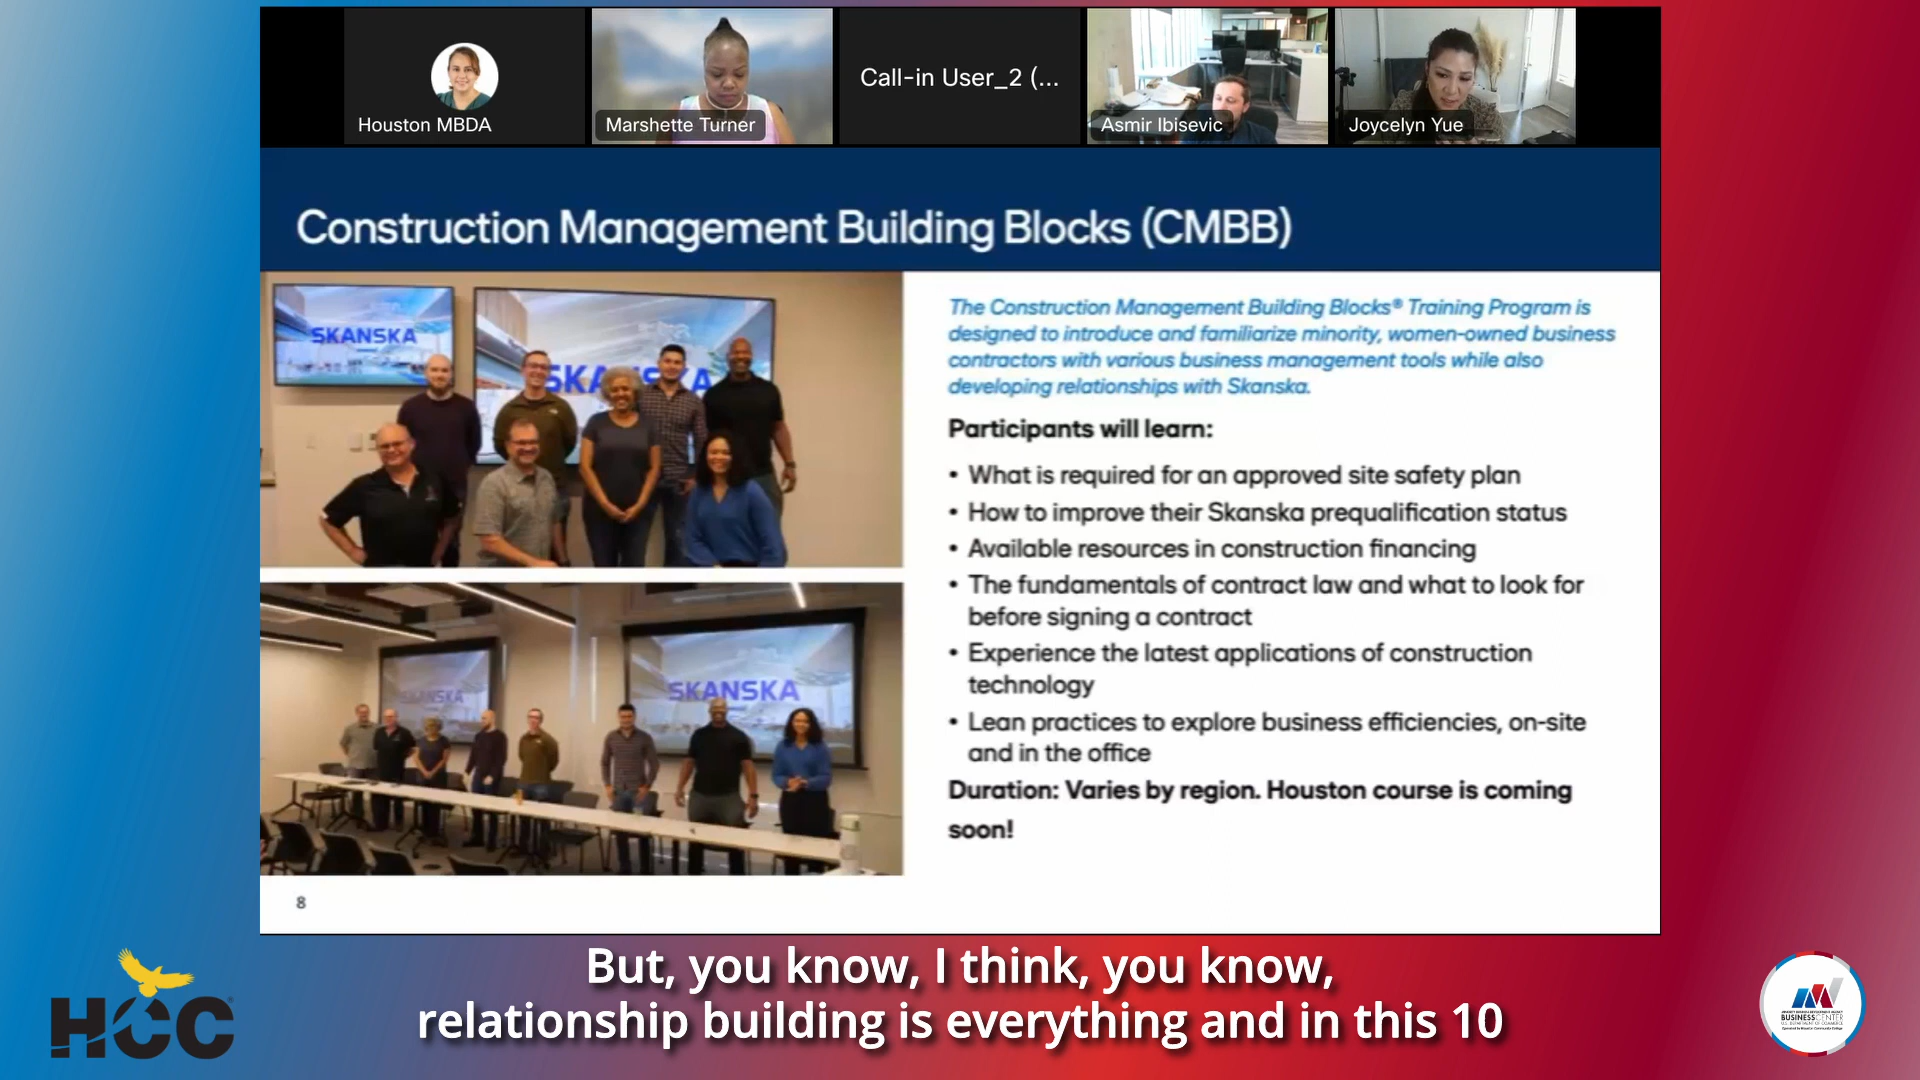 Houston MBDA
Marshette Turner
Call-in User_2 (...
Asmir Ibisevic
Joycelyn Yue
Construction Management Building Blocks (CMBB)
SKANSKA
SKANSKA
The Construction Management Building Blocks® Training Program is
designed to introduce and familiarize minority, women-owned business
contractors with various business management tools while also
developing relationships with Skanska.
Participants will learn:
• What is required for an approved site safety plan
• How to improve their Skanska prequalification status
• Available resources in construction financing
• The fundamentals of contract law and what to look for
before signing a contract
• Experience the latest applications of construction
technology
• Lean practices to explore business efficiencies, on-site
and in the office
Duration: Varies by region. Houston course is coming
soon!
SKANSKA
SKANSKA
8
But, you know, I think, you know,
relationship building is everything and in this 10
HCC
BUSINESS CENTER